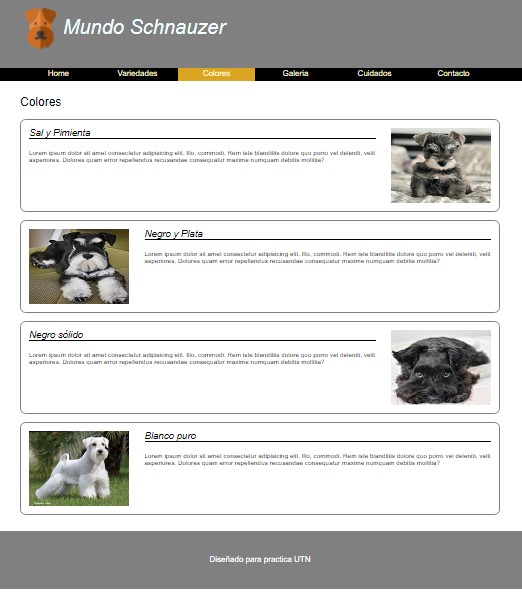 Mundo Schnauzer
Home Variedades Colores Galeria Cuidados Contacto
Colores
Sal y Pimienta
Lorem ipsum dolor sit amet consectetur adipisicing elit. Illo, commodi. Rem iste blanditiis dolore quo porro vel deleniti, velit
asperiores. Dolores quam error repellendus recusandae consequatur maxime numquam debitis mollitia?
Negro y Plata
Lorem ipsum dolor sit amet consectetur adipisicing elit. Illo, commodi. Rem iste blanditiis dolore quo porro vel deleniti, velit
asperiores. Dolores quam error repellendus recusandae consequatur maxime numquam debitis mollitia?
Negro sólido
Lorem ipsum dolor sit amet consectetur adipisicing elit. Illo, commodi. Rem iste blanditiis dolore quo porro vel deleniti, velit
asperiores. Dolores quam error repellendus recusandae consequatur maxime numquam debitis mollitia?
Blanco puro
Lorem ipsum dolor sit amet consectetur adipisicing elit. Illo, commodi. Rem iste blanditiis dolore quo porro vel deleniti, velit
asperiores. Dolores quam error repellendus recusandae consequatur maxime numquam debitis mollitia?
Diseñado para practica UTN